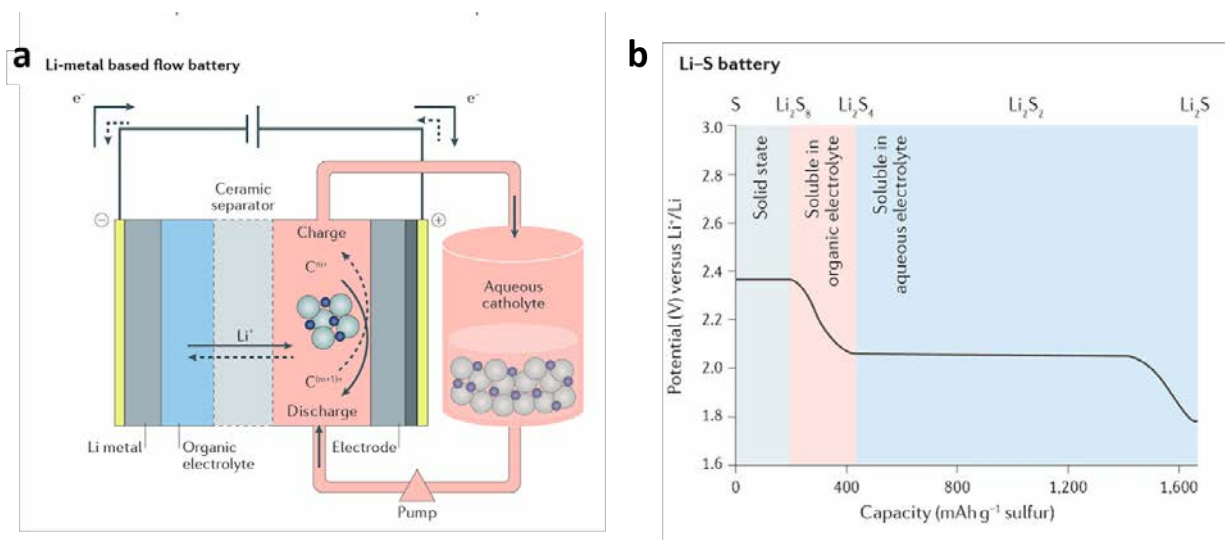 a
Li-metal based flow battery
e⁻
e⁻
Ceramic
separator
−
+
Charge
Cᵐ⁺
Aqueous
catholyte
Li⁺
C⁽ᵐ⁺¹⁾⁺
Discharge
Li metal
Organic
electrolyte
Electrode
Pump
b
Li–S battery
S Li₂S₈ Li₂S₄ Li₂S₂ Li₂S
Solid state
Soluble in
organic electrolyte
Soluble in
aqueous electrolyte
3.0
2.8
2.6
2.4
2.2
2.0
1.8
1.6
Potential (V) versus Li⁺/Li
0 400 800 1,200 1,600
Capacity (mAh g⁻¹ sulfur)